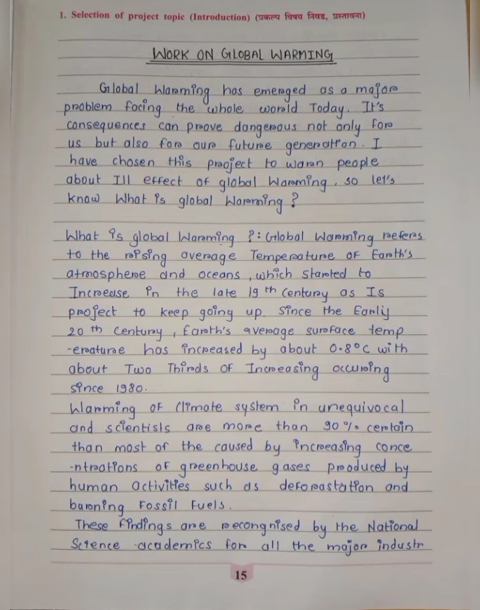 1. Selection of project topic (Introduction) (प्रकल्प विषय निवड, प्रस्तावना)
WORK ON GLOBAL WARMING
Global Warming has emerged as a major
problem facing the whole world Today. It's
consequences can prove dangerous not only for
us but also for our future generation. I
have chosen this project to warn people
about Ill effect of global Warming. so let's
know What is global Warming ?
What is global Warming ?: Global Warming refers
to the raising average Temperature OF Earth's
atmosphere and oceans, which started to
Increase in the late 19th Century as Is
project to keep going up. Since the Early
20th Century, Earth's average surface temp
-erature has increased by about 0.8°C with
about Two Thirds OF Increasing occuring
since 1980.
Warming OF Climate system in unequivocal
and scientists are more than 90% certain
than most of the caused by increasing conce
-ntrations of greenhouse gases produced by
human Activities such as deforastation and
burning Fossil Fuels.
These Findings are recongnised by the National
Science academics for all the major industr
15